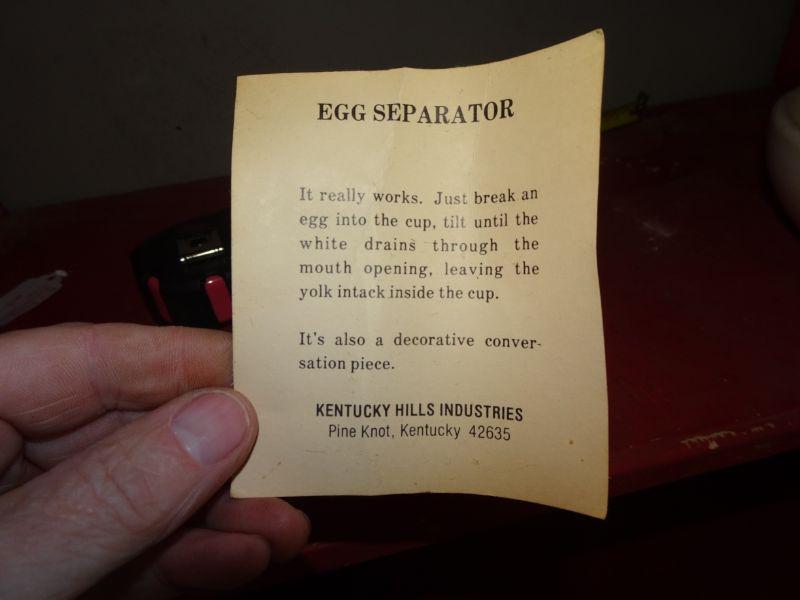 EGG SEPARATOR
It really works. Just break an
egg into the cup, tilt until the
white drains through the
mouth opening, leaving the
yolk intack inside the cup.
It's also a decorative conver-
sation piece.
KENTUCKY HILLS INDUSTRIES
Pine Knot, Kentucky 42635